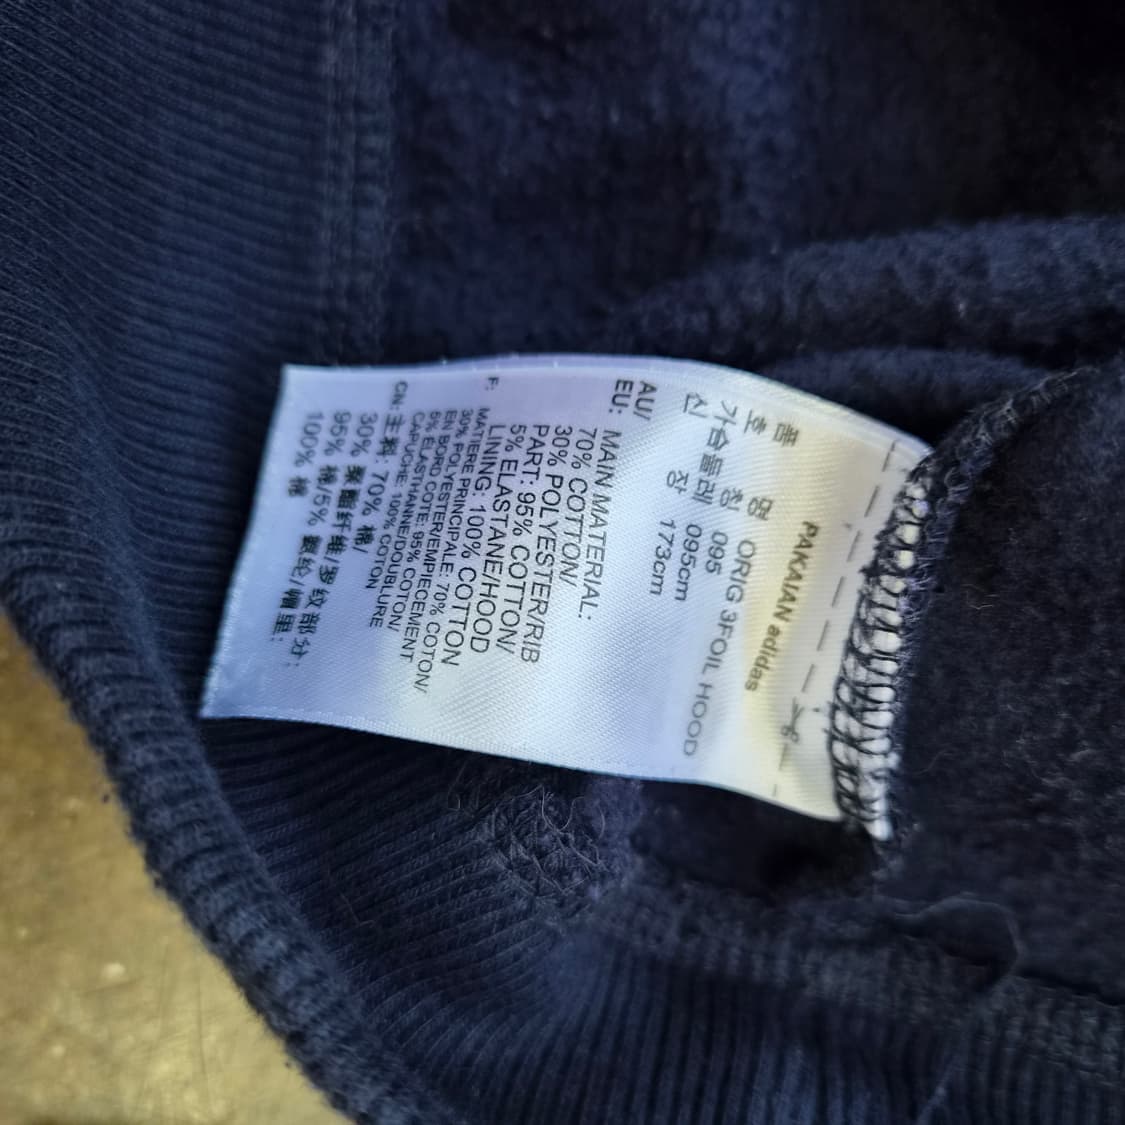 PAKAIAN adidas
품 명 ORIG 3FOIL HOOD
호 칭 095
가슴둘레 095cm
신 장 173cm
AU/
EU: MAIN MATERIAL:
70% COTTON/
30% POLYESTER/RIB
PART: 95% COTTON/
5% ELASTANE/HOOD
LINING: 100% COTTON
F: MATIERE PRINCIPALE: 70% COTON/
30% POLYESTER/EMPIECEMENT
EN BORD COTE: 95% COTON/
5% ELASTHANNE/DOUBLURE
CAPUCHE: 100% COTON
CN: 主 料: 70% 棉/
30% 聚酯纤维/罗纹部分:
95% 棉/5% 氨纶/帽里:
100% 棉